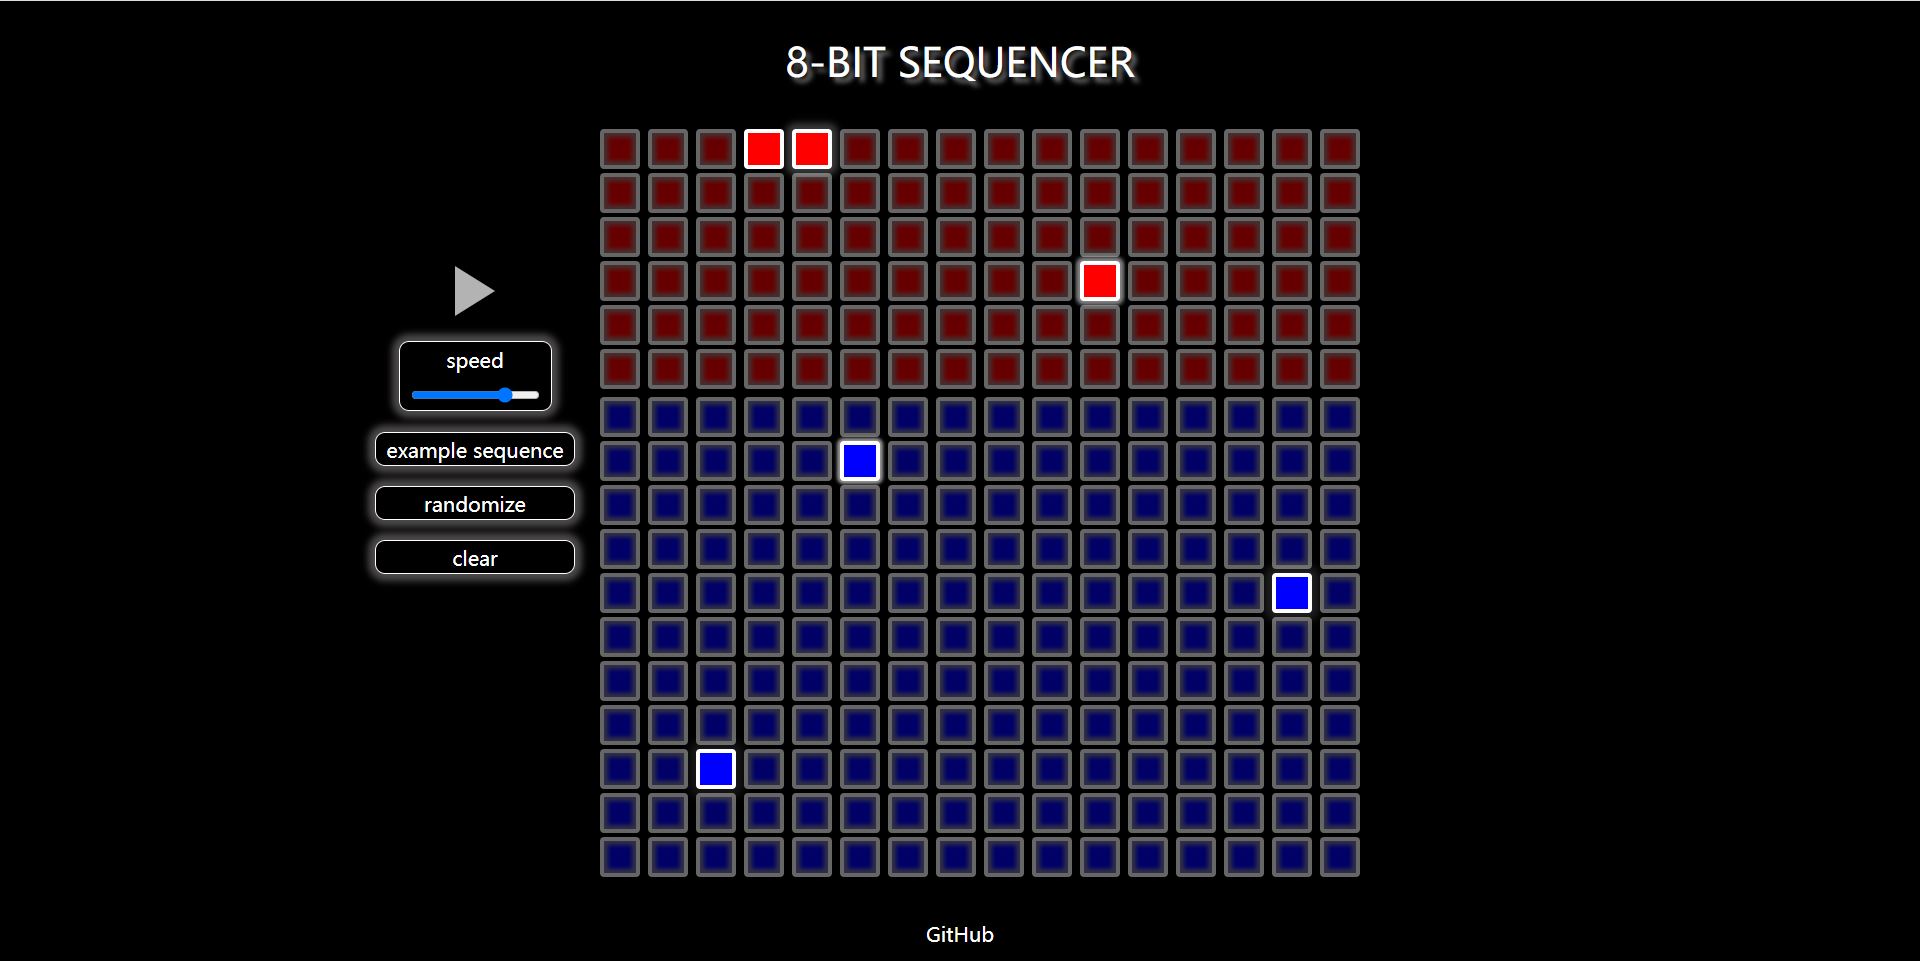 8-BIT SEQUENCER
speed
example sequence
randomize
clear
GitHub